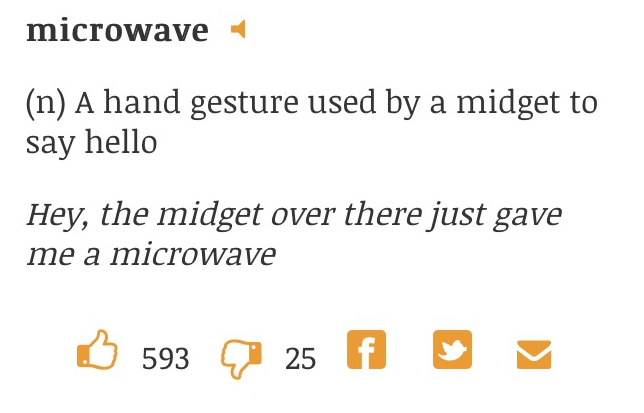 microwave
(n) A hand gesture used by a midget to
say hello
Hey, the midget over there just gave
me a microwave
593 25